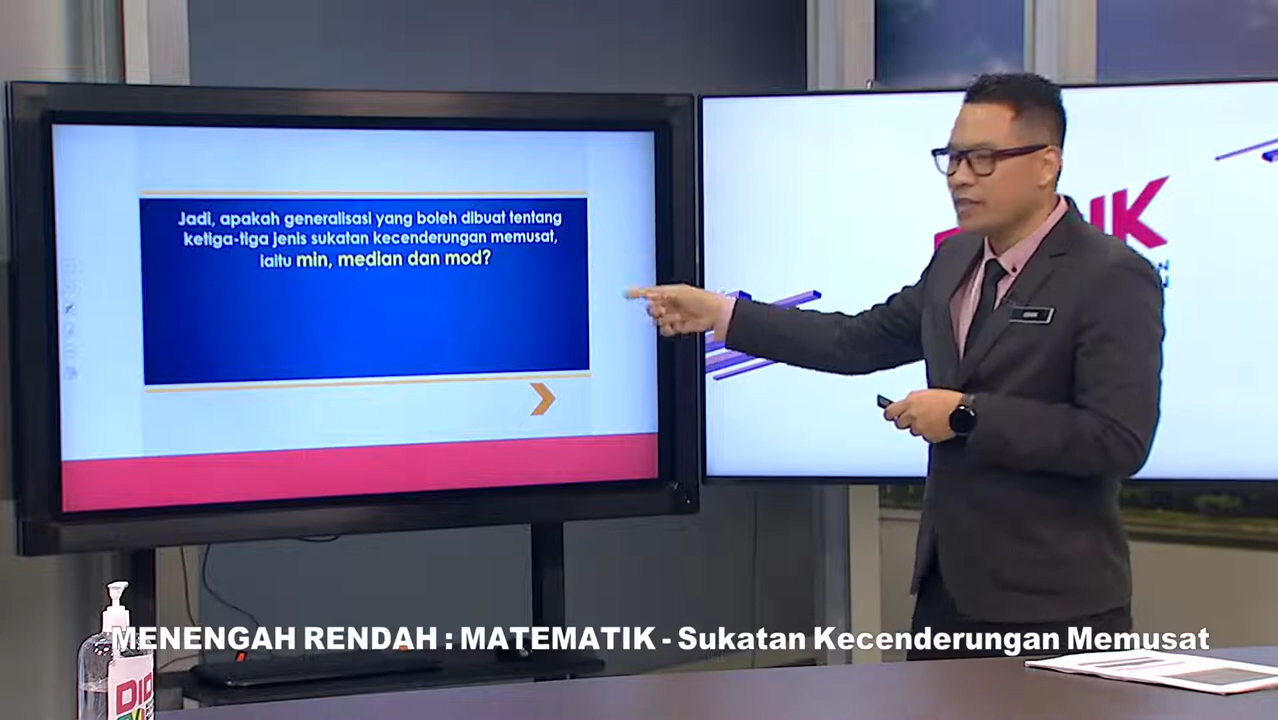 Jadi, apakah generalisasi yang boleh dibuat tentang
ketiga-tiga jenis sukatan kecenderungan memusat,
iaitu min, median dan mod?
MENENGAH RENDAH : MATEMATIK - Sukatan Kecenderungan Memusat